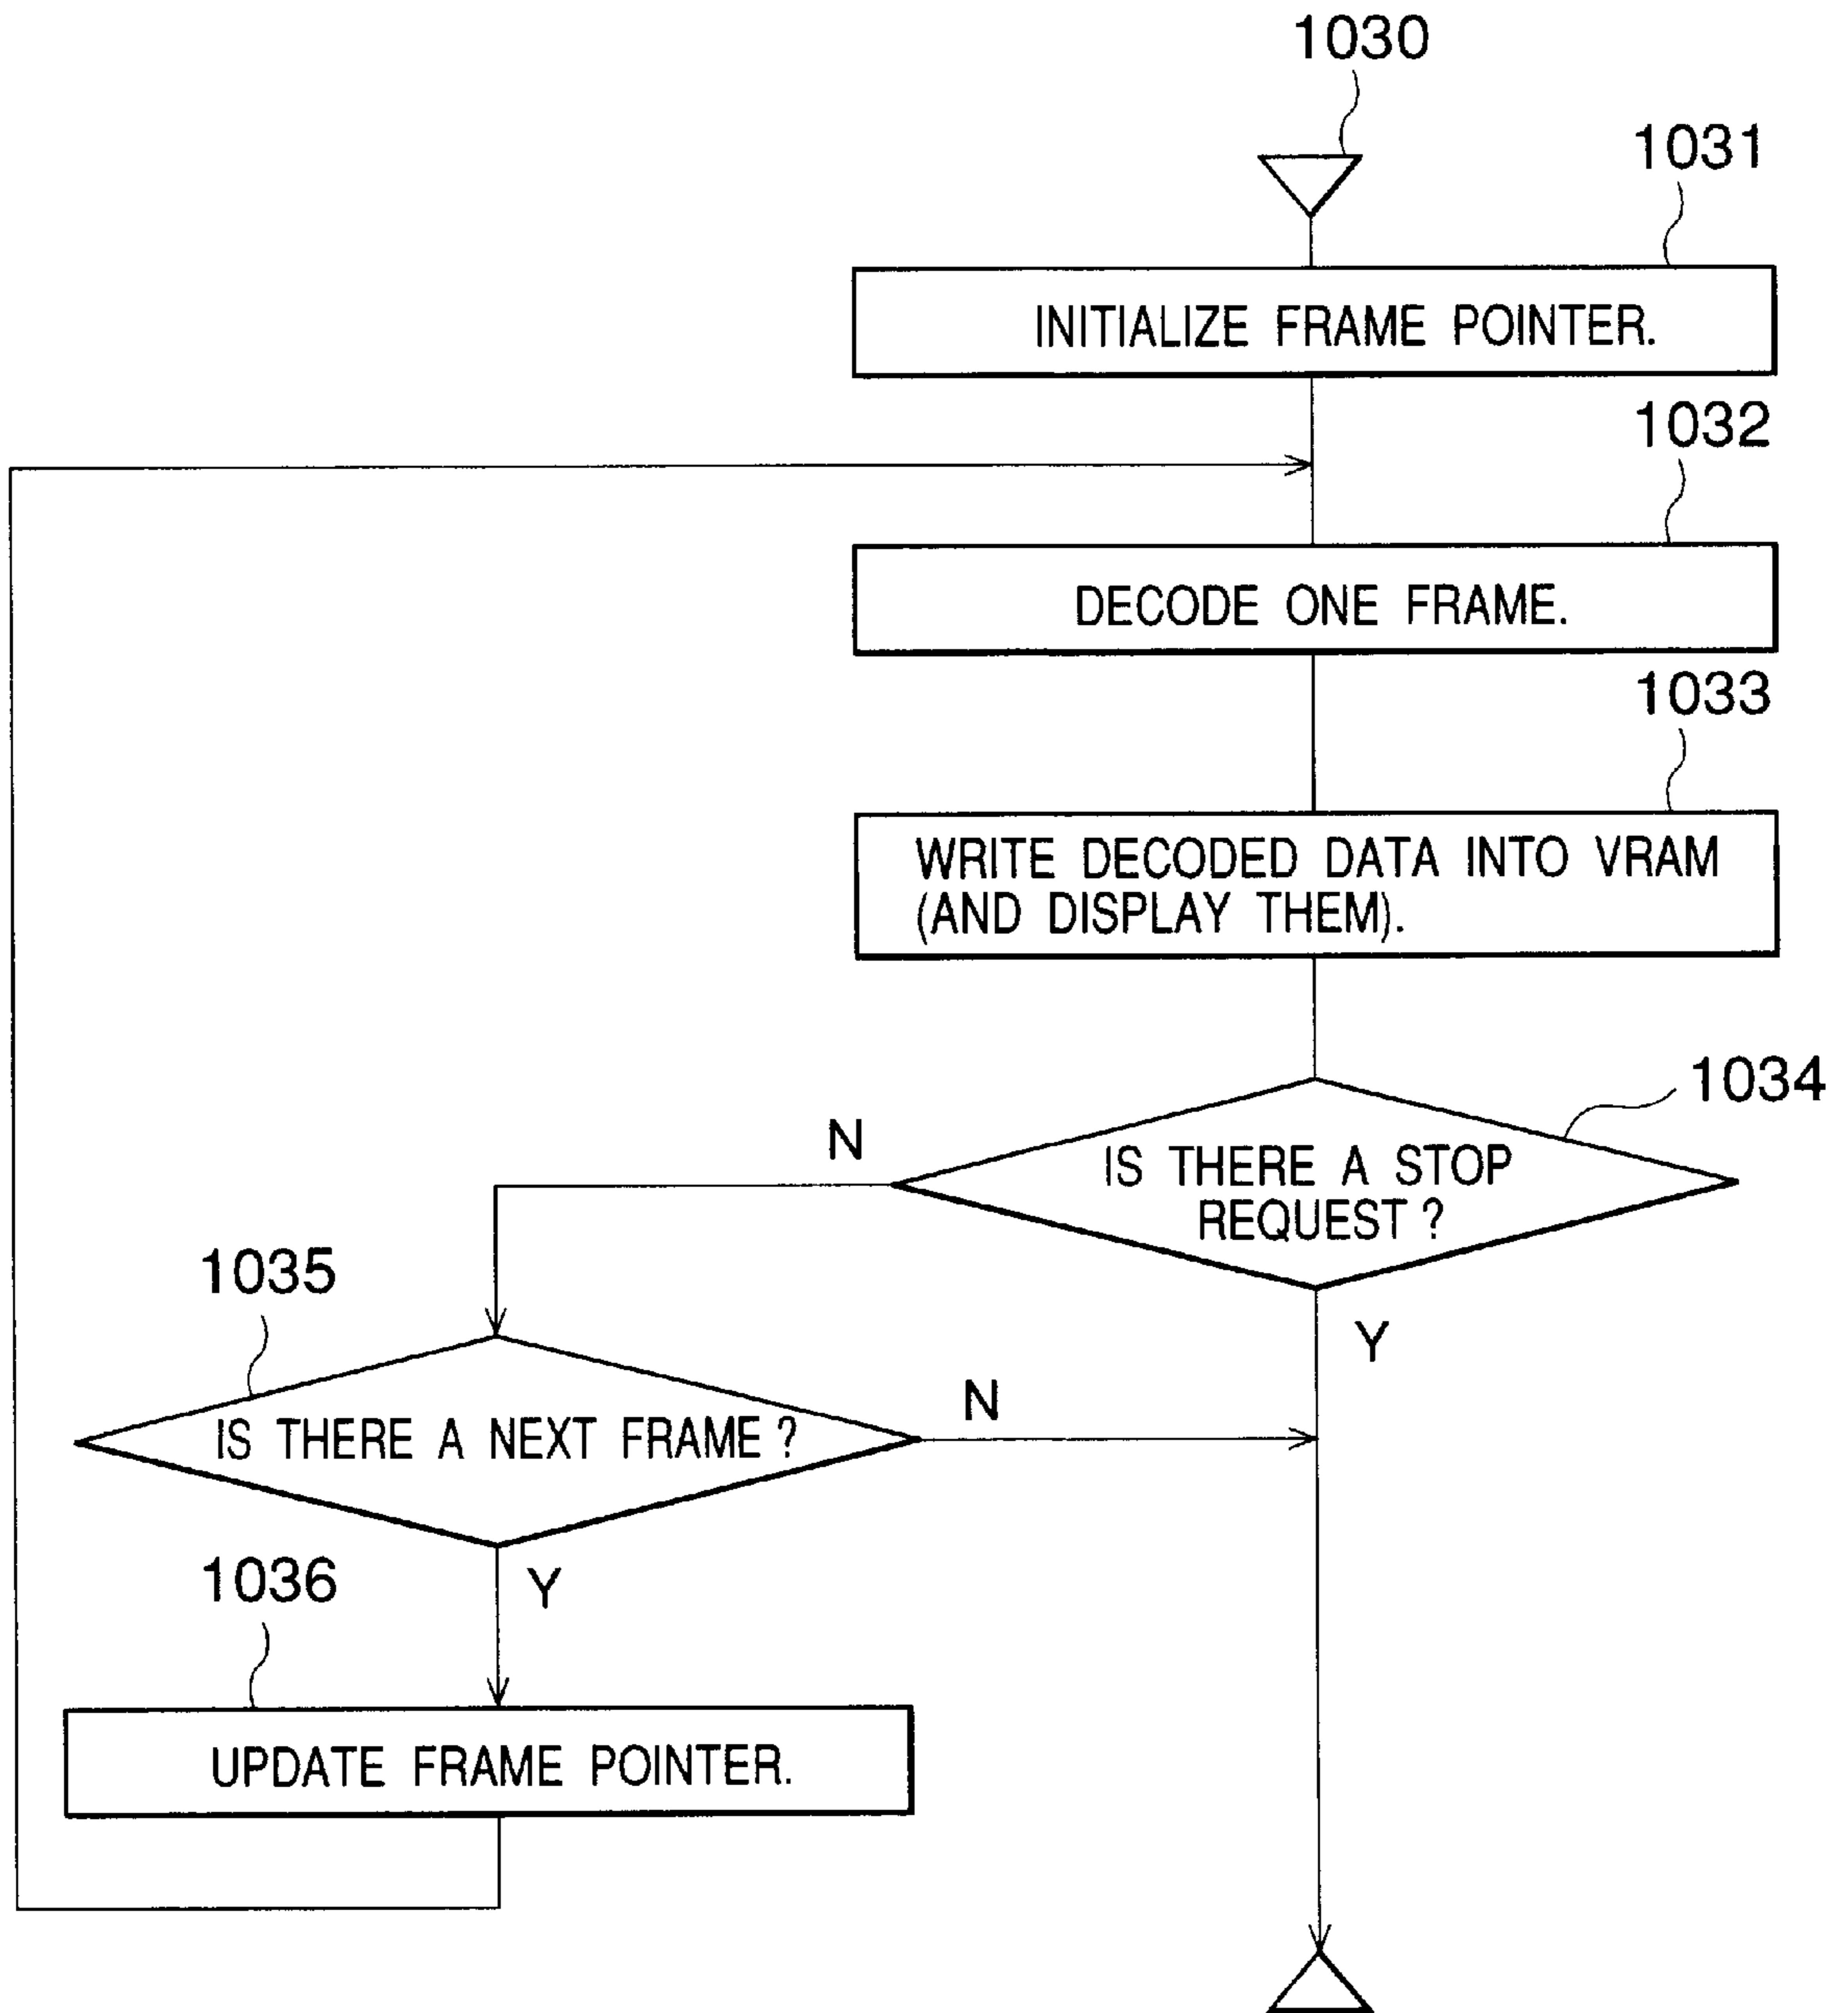 1030
1031
INITIALIZE FRAME POINTER.
1032
DECODE ONE FRAME.
1033
WRITE DECODED DATA INTO VRAM
(AND DISPLAY THEM).
1034
N
IS THERE A STOP
REQUEST ?
Y
1035
IS THERE A NEXT FRAME ?
N
Y
1036
UPDATE FRAME POINTER.